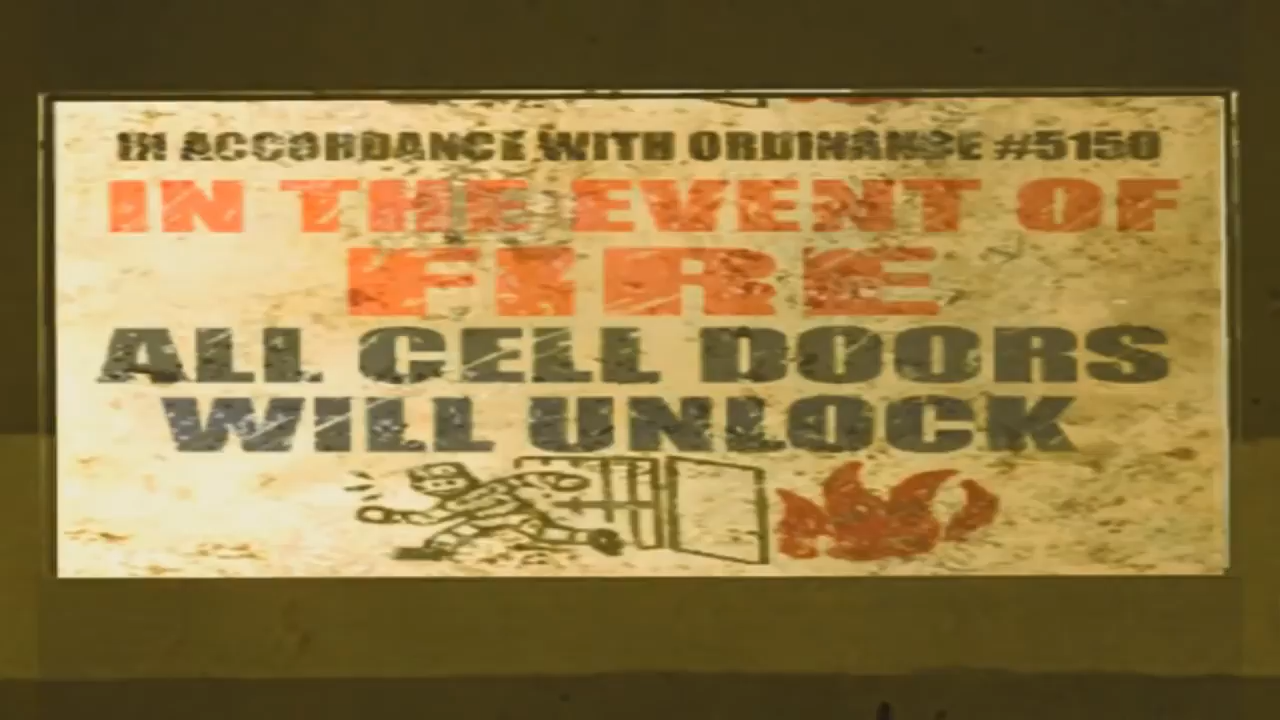 IN ACCORDANCE WITH ORDINANCE #5150
IN THE EVENT OF
FIRE
ALL CELL DOORS
WILL UNLOCK